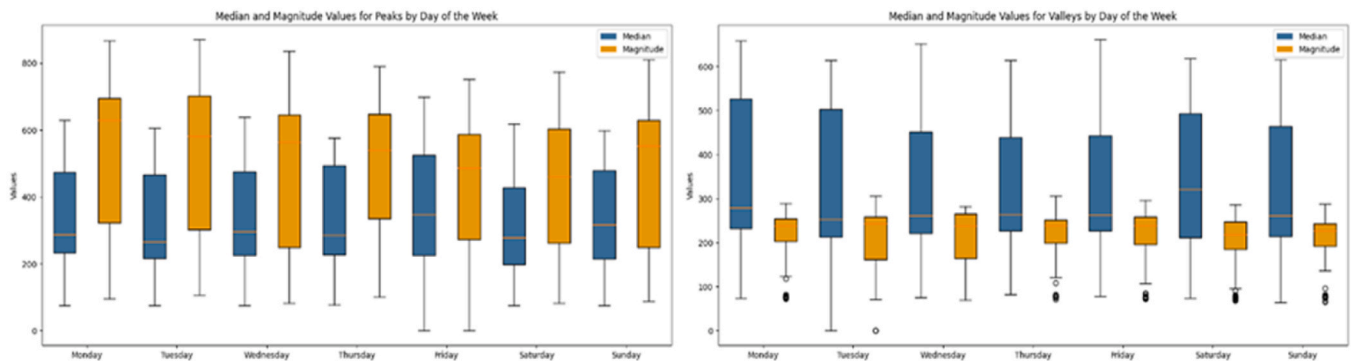 Median and Magnitude Values for Peaks by Day of the Week
Median
Magnitude
800
600
400
200
0
Values
Monday Tuesday Wednesday Thursday Friday Saturday Sunday
Median and Magnitude Values for Valleys by Day of the Week
Median
Magnitude
600
500
400
300
200
100
0
Values
Monday Tuesday Wednesday Thursday Friday Saturday Sunday